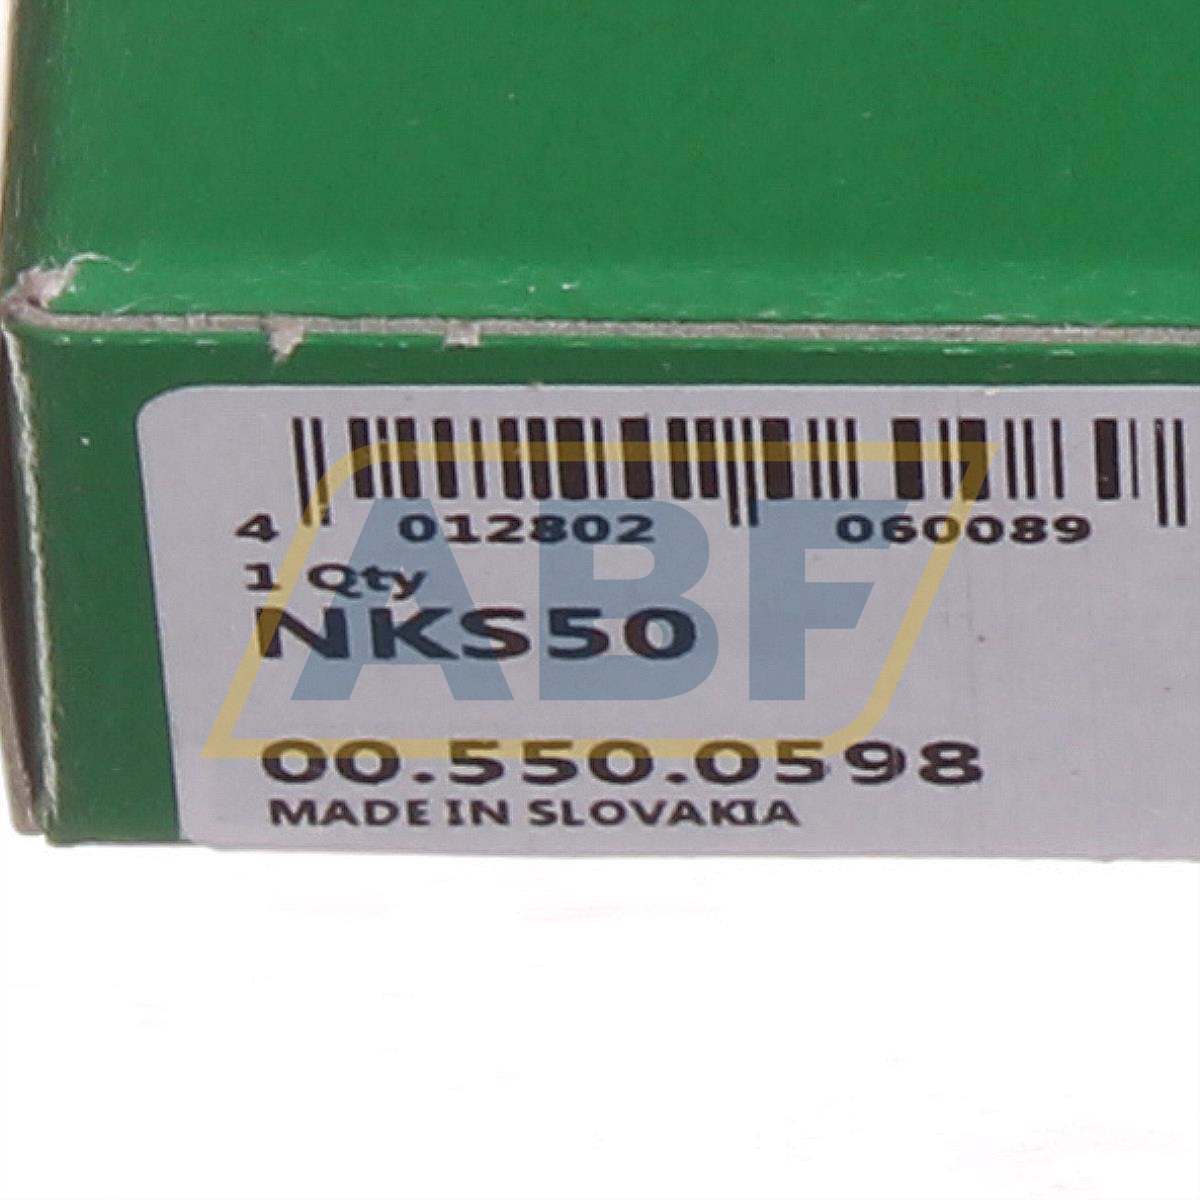 4 012802 060089
1 Qty
NKS50
ABF
00.550.0598
MADE IN SLOVAKIA